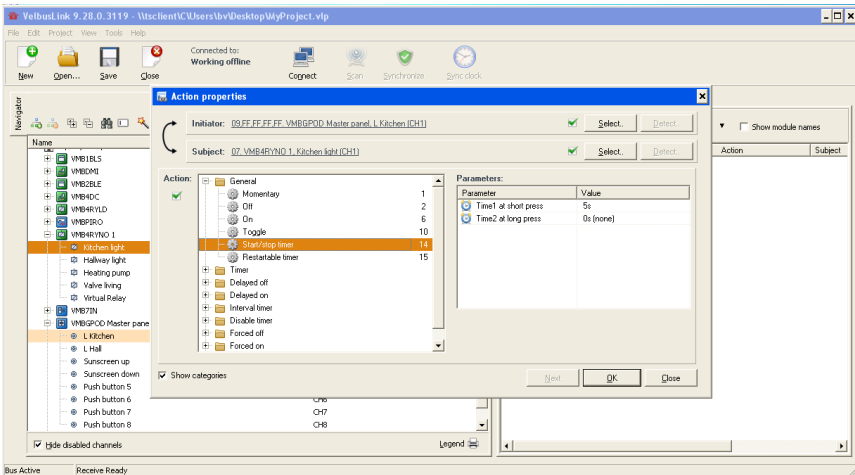 VelbusLink 9.28.0.3119 - \\tsclient\C\Users\bv\Desktop\MyProject.vlp
File Edit Project View Tools Help
New Open... Save Close
Connected to:
Working offline
Connect Scan Synchronize Sync clock
Navigator
Name
VMB1BLS
VMBDMI
VMB2BLE
VMB4DC
VMB4RYLD
VMBPIRO
VMB4RYNO 1
Kitchen light
Hallway light
Heating pump
Valve living
Virtual Relay
VMB7IN
VMBGPOD Master pane
L Kitchen
L Hall
Sunscreen up
Sunscreen down
Push button 5
Push button 6 CH6
Push button 7 CH7
Push button 8 CH8
Hide disabled channels
Legend
Action properties
Initiator: 09,FF,FF,FF,FF. VMBGPOD Master panel, L Kitchen (CH1) Select.. Detect..
Subject: 07. VMB4RYNO 1, Kitchen light (CH1) Select.. Detect..
Action:
General
Momentary 1
Off 2
On 6
Toggle 10
Start/stop timer 14
Restartable timer 15
Timer
Delayed off
Delayed on
Interval timer
Disable timer
Forced off
Forced on
Parameters:
Parameter Value
Time1 at short press 5s
Time2 at long press 0s (none)
Show categories
Next OK Close
Show module names
Action Subject
Bus Active Receive Ready